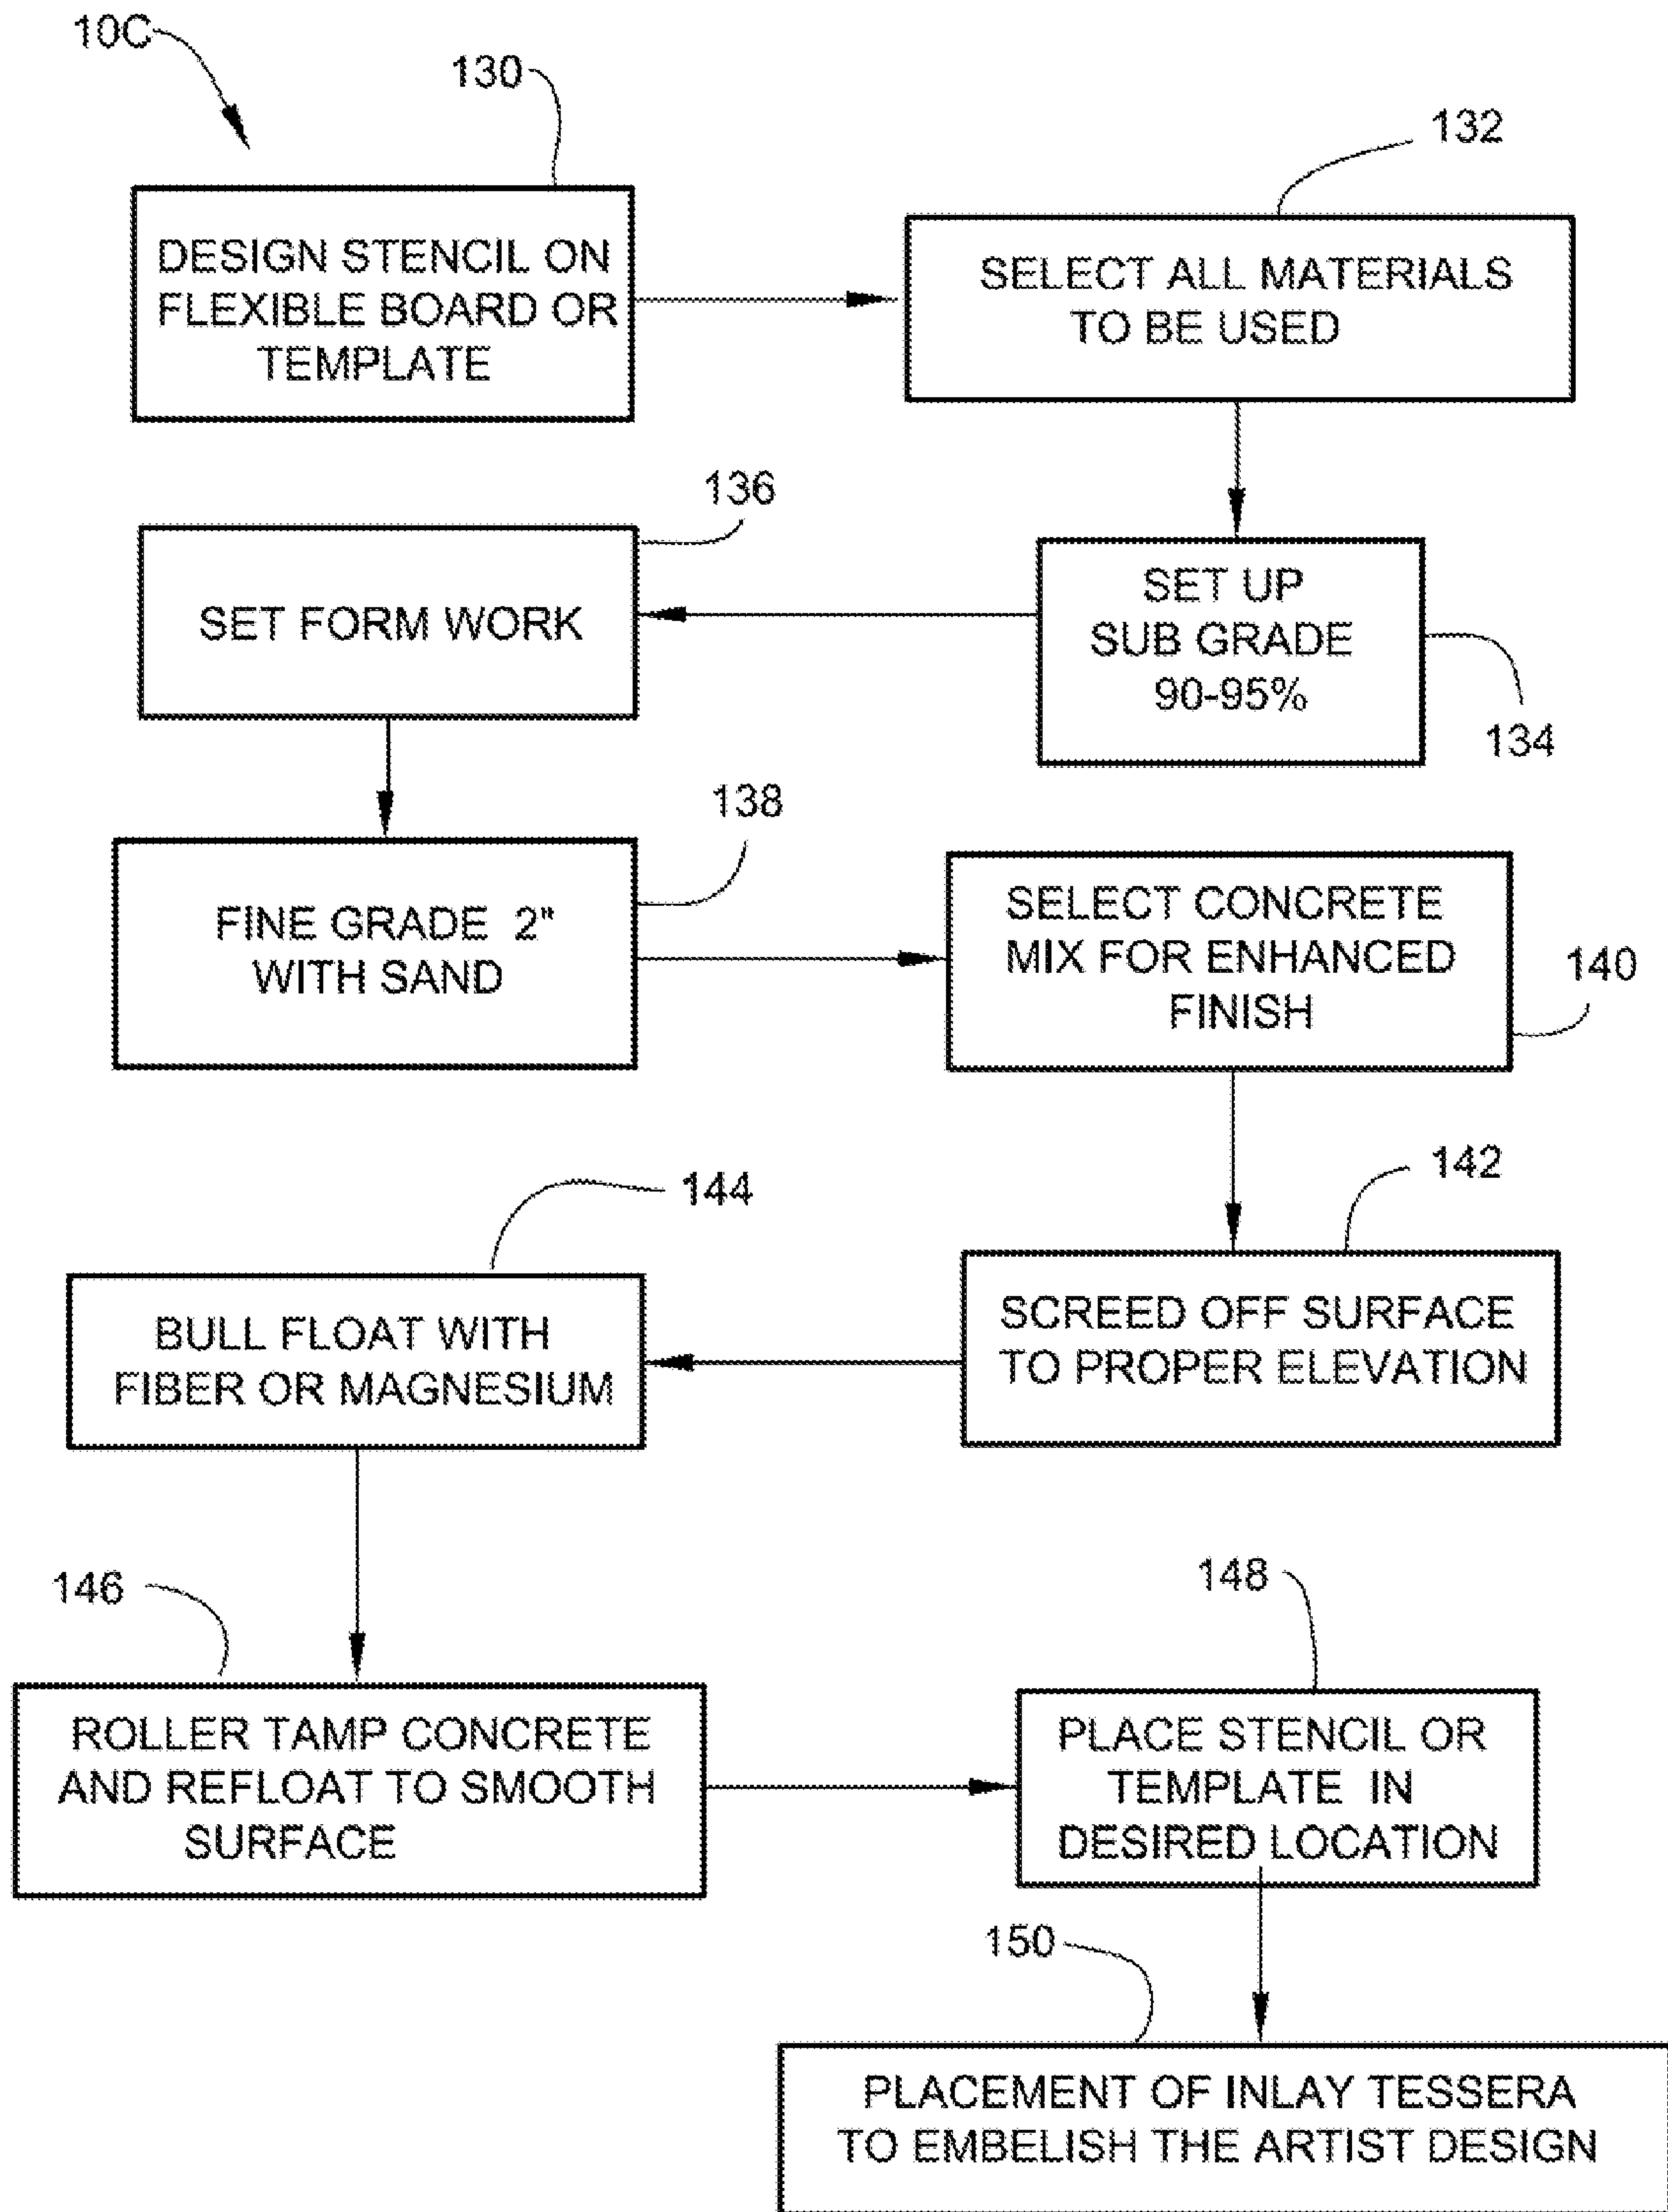 10C
130
DESIGN STENCIL ON
FLEXIBLE BOARD OR
TEMPLATE
132
SELECT ALL MATERIALS
TO BE USED
136
SET FORM WORK
SET UP
SUB GRADE
90-95%
134
138
FINE GRADE 2"
WITH SAND
SELECT CONCRETE
MIX FOR ENHANCED
FINISH
140
144
BULL FLOAT WITH
FIBER OR MAGNESIUM
142
SCREED OFF SURFACE
TO PROPER ELEVATION
146
ROLLER TAMP CONCRETE
AND REFLOAT TO SMOOTH
SURFACE
148
PLACE STENCIL OR
TEMPLATE IN
DESIRED LOCATION
150
PLACEMENT OF INLAY TESSERA
TO EMBELISH THE ARTIST DESIGN